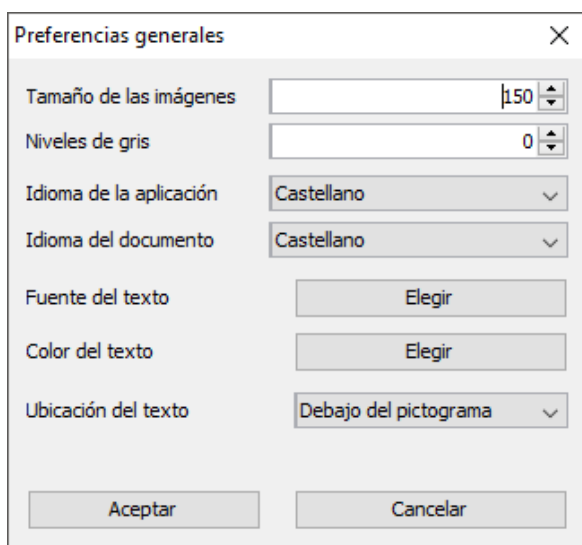 Preferencias generales
Tamaño de las imágenes 150
Niveles de gris 0
Idioma de la aplicación Castellano
Idioma del documento Castellano
Fuente del texto Elegir
Color del texto Elegir
Ubicación del texto Debajo del pictograma
Aceptar Cancelar